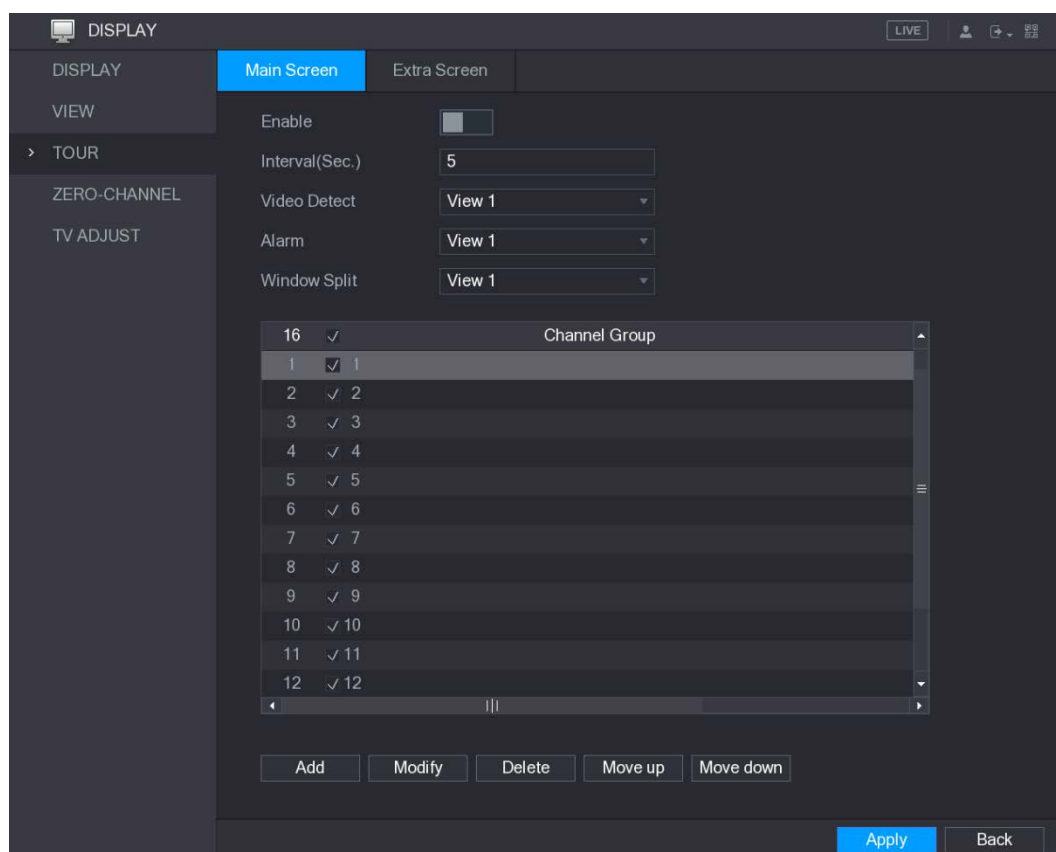 DISPLAY LIVE
DISPLAY
VIEW
TOUR
ZERO-CHANNEL
TV ADJUST
Main Screen Extra Screen
Enable
Interval(Sec.) 5
Video Detect View 1
Alarm View 1
Window Split View 1
16 Channel Group
1 1
2 2
3 3
4 4
5 5
6 6
7 7
8 8
9 9
10 10
11 11
12 12
Add Modify Delete Move up Move down
Apply Back